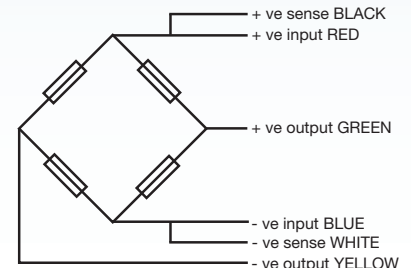 + ve sense BLACK
+ ve input RED
+ ve output GREEN
- ve input BLUE
- ve sense WHITE
- ve output YELLOW